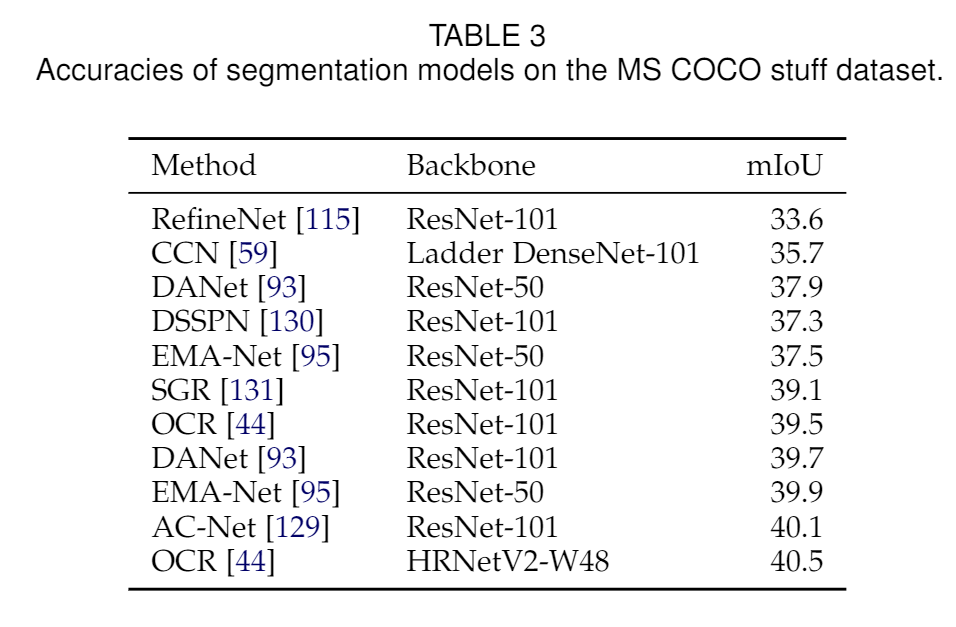 TABLE 3
Accuracies of segmentation models on the MS COCO stuff dataset.
Method Backbone mIoU
RefineNet [115] ResNet-101 33.6
CCN [59] Ladder DenseNet-101 35.7
DANet [93] ResNet-50 37.9
DSSPN [130] ResNet-101 37.3
EMA-Net [95] ResNet-50 37.5
SGR [131] ResNet-101 39.1
OCR [44] ResNet-101 39.5
DANet [93] ResNet-101 39.7
EMA-Net [95] ResNet-50 39.9
AC-Net [129] ResNet-101 40.1
OCR [44] HRNetV2-W48 40.5